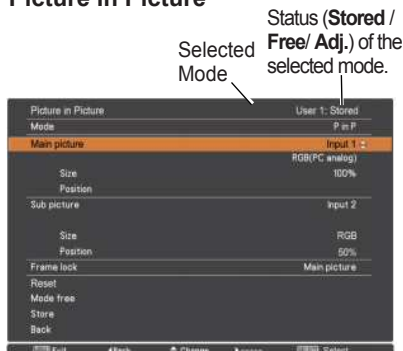 Picture in Picture
Status (Stored /
Free/ Adj.) of the
selected mode.
Selected
Mode
Picture in Picture User 1: Stored
Mode P in P
Main picture Input 1
RGB(PC analog)
Size 100%
Position
Sub picture Input 2
Size RGB
Position 50%
Frame lock Main picture
Reset
Mode free
Store
Back
Exit Back Change Select